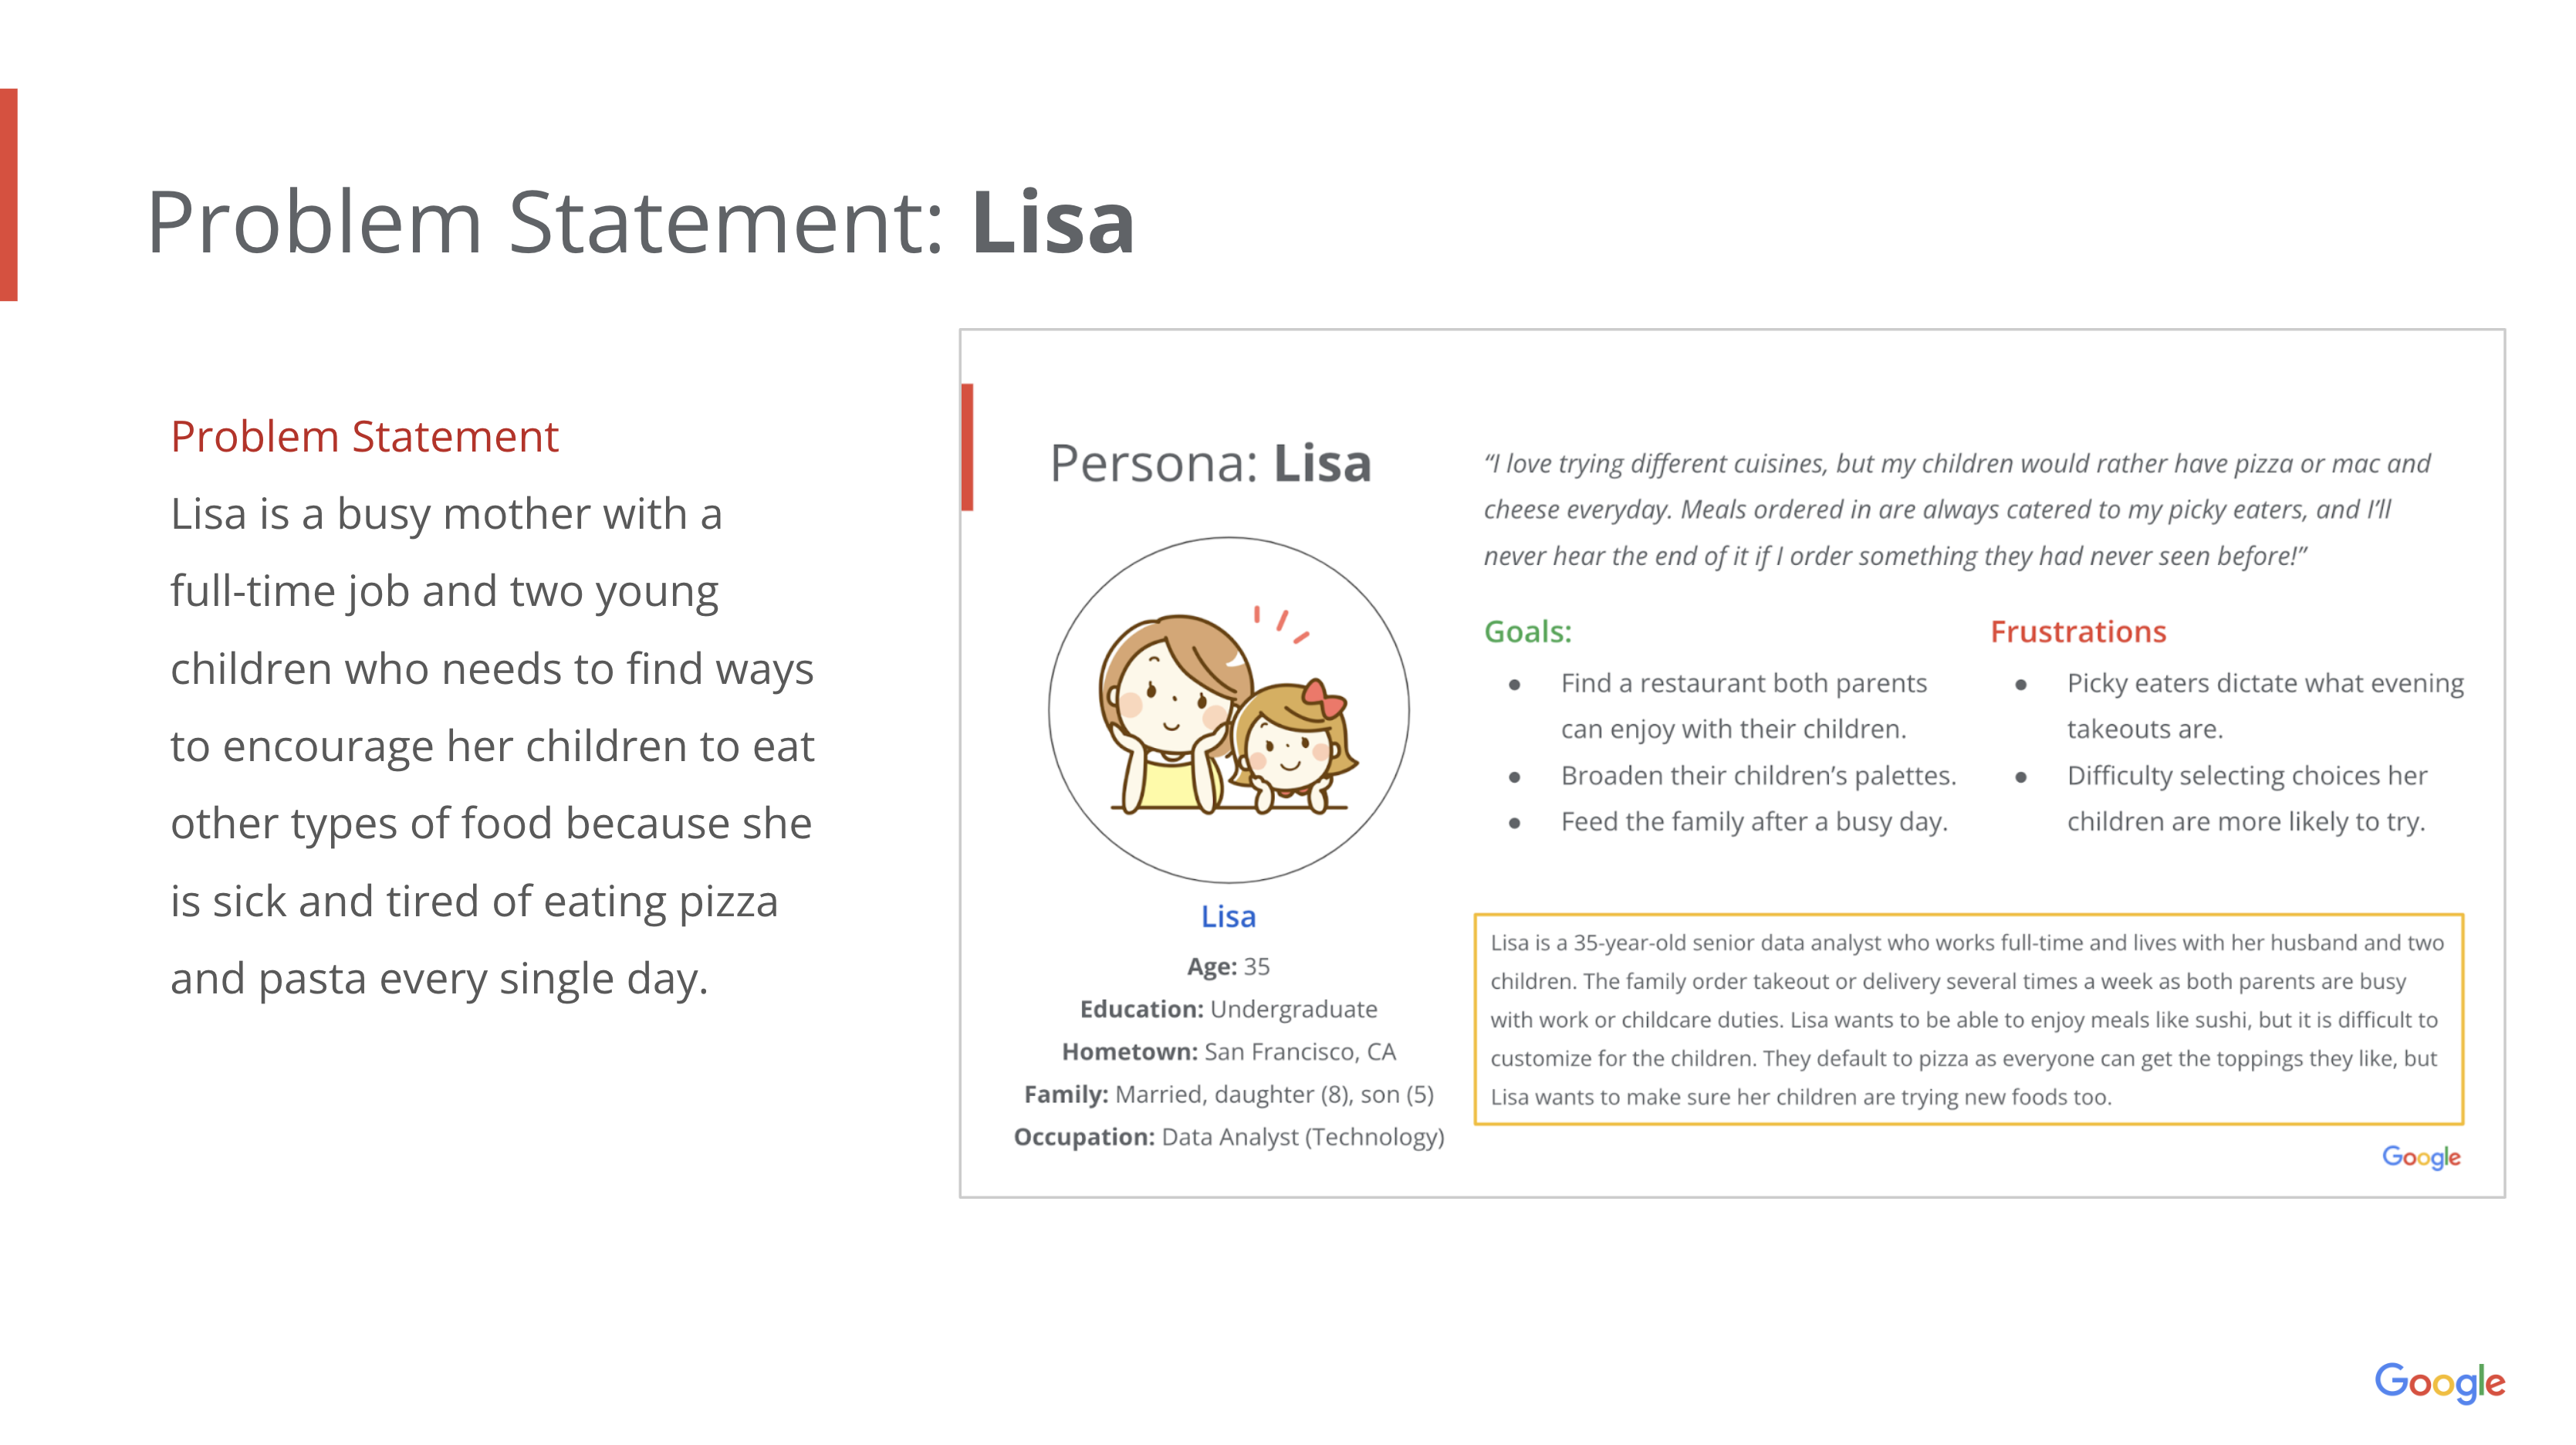 Problem Statement: Lisa
Problem Statement
Lisa is a busy mother with a
full-time job and two young
children who needs to find ways
to encourage her children to eat
other types of food because she
is sick and tired of eating pizza
and pasta every single day.
Persona: Lisa
Lisa
Age: 35
Education: Undergraduate
Hometown: San Francisco, CA
Family: Married, daughter (8), son (5)
Occupation: Data Analyst (Technology)
“I love trying different cuisines, but my children would rather have pizza or mac and
cheese everyday. Meals ordered in are always catered to my picky eaters, and I’ll
never hear the end of it if I order something they had never seen before!”
Goals:
● Find a restaurant both parents
can enjoy with their children.
● Broaden their children’s palettes.
● Feed the family after a busy day.
Frustrations
● Picky eaters dictate what evening
takeouts are.
● Difficulty selecting choices her
children are more likely to try.
Lisa is a 35-year-old senior data analyst who works full-time and lives with her husband and two
children. The family order takeout or delivery several times a week as both parents are busy
with work or childcare duties. Lisa wants to be able to enjoy meals like sushi, but it is difficult to
customize for the children. They default to pizza as everyone can get the toppings they like, but
Lisa wants to make sure her children are trying new foods too.
Google
Google